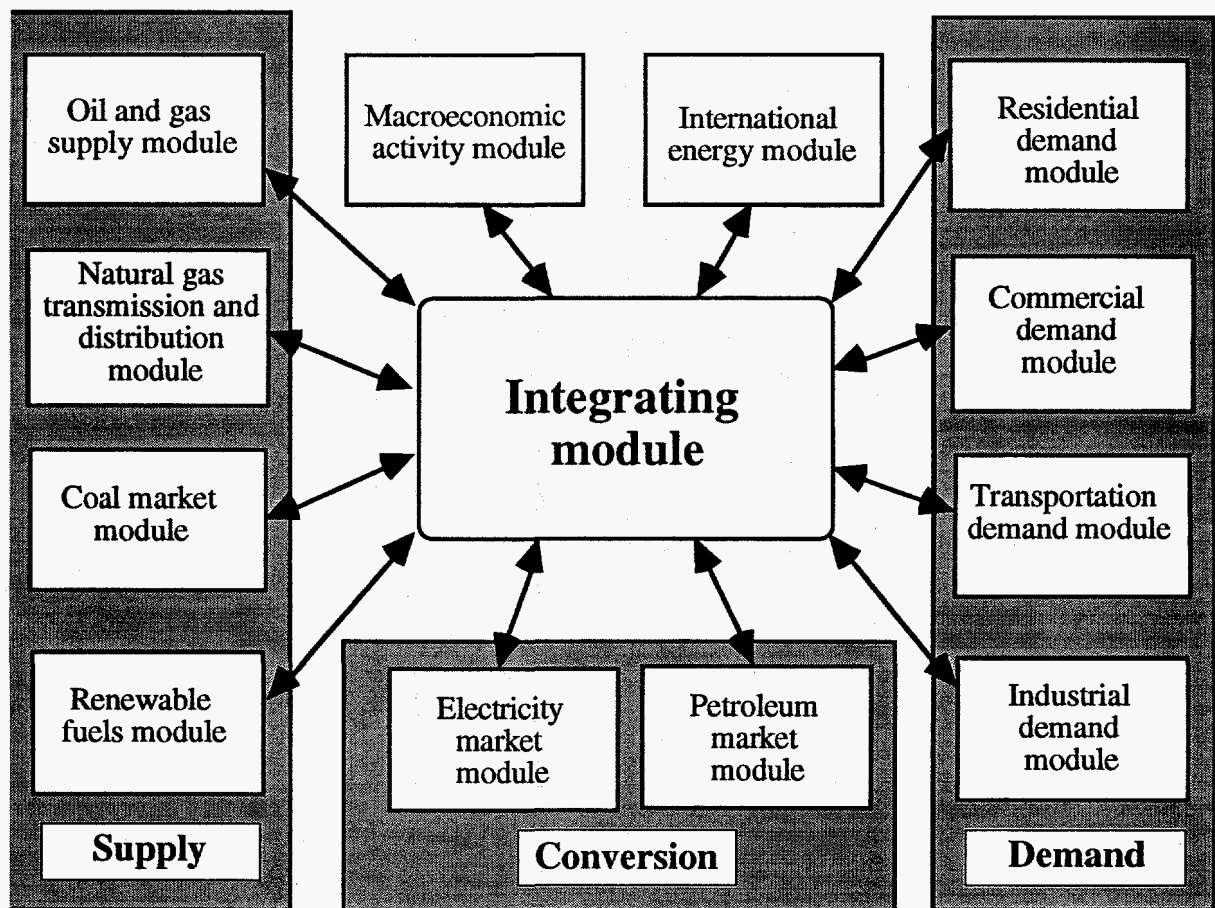 Oil and gas
supply module
Macroeconomic
activity module
International
energy module
Residential
demand
module
Natural gas
transmission and
distribution
module
Integrating
module
Commercial
demand
module
Coal market
module
Transportation
demand module
Renewable
fuels module
Electricity
market
module
Petroleum
market
module
Industrial
demand
module
Supply
Conversion
Demand